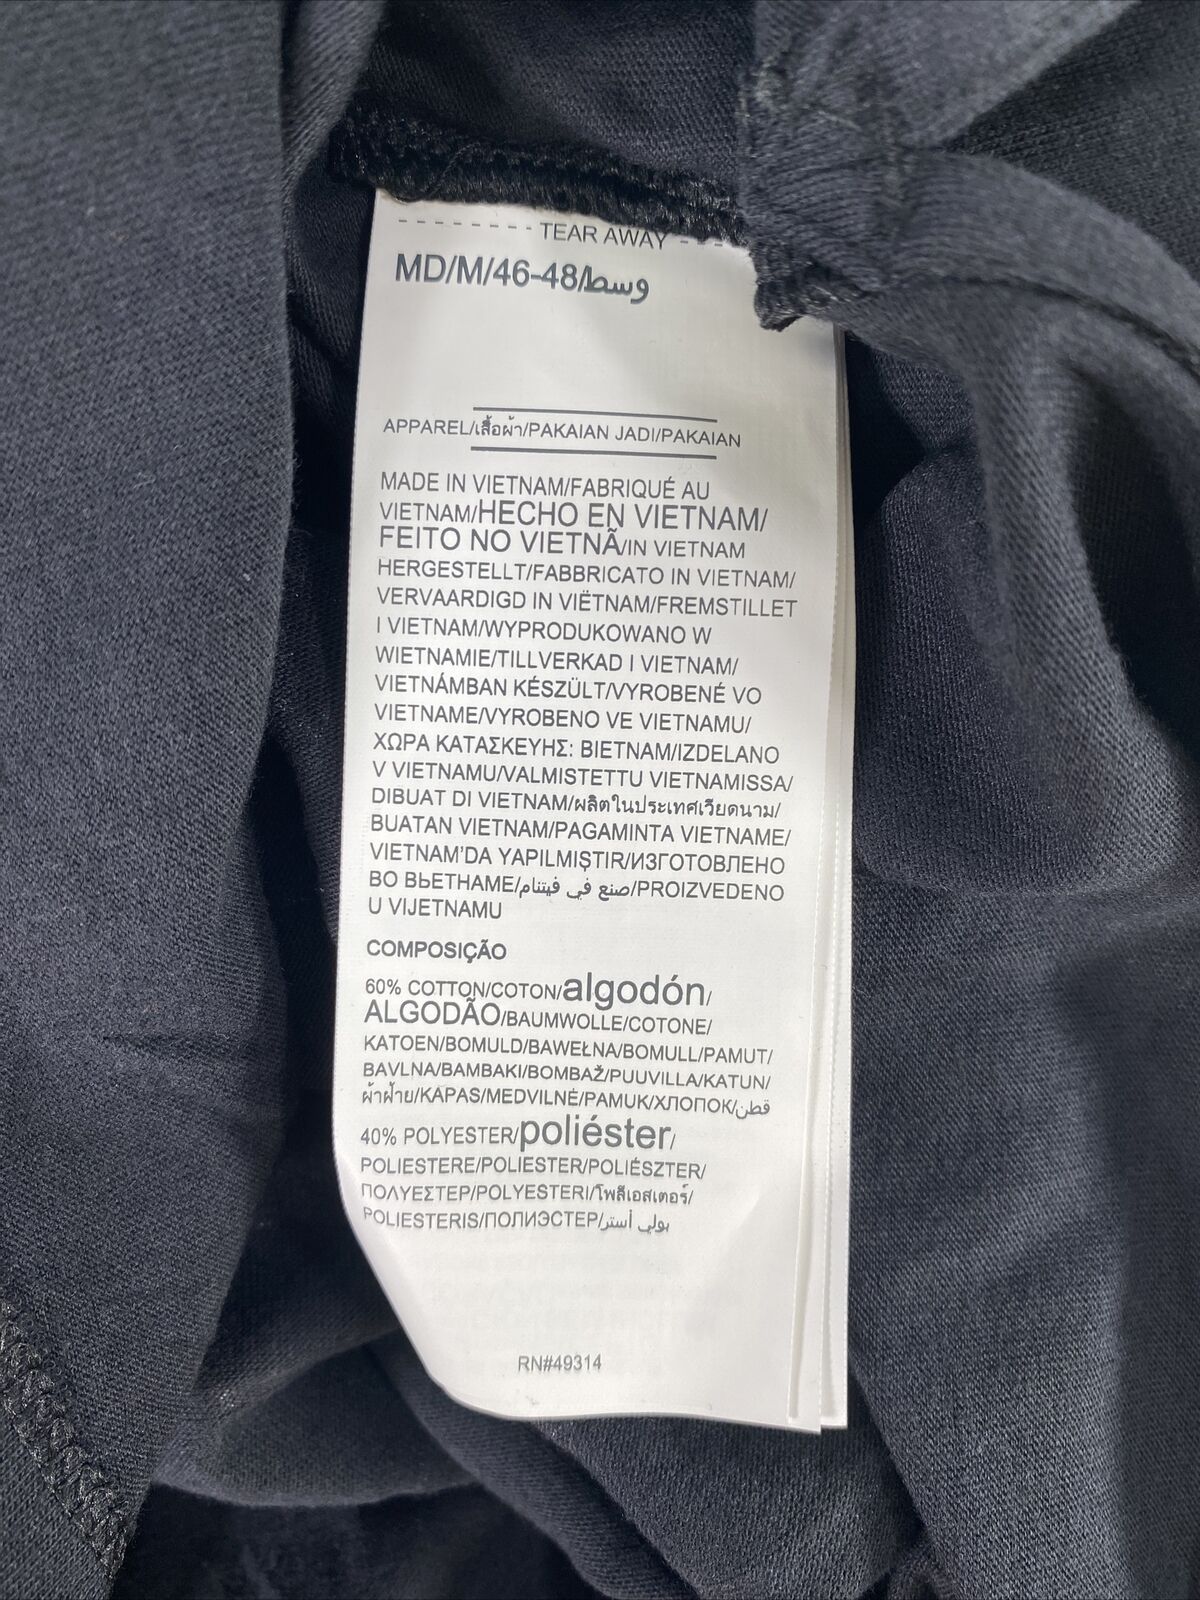 - - - - - - - - TEAR AWAY - - -
MD/M/46-48/وسط
APPAREL/เสื้อผ้า/PAKAIAN JADI/PAKAIAN
MADE IN VIETNAM/FABRIQUÉ AU
VIETNAM/HECHO EN VIETNAM/
FEITO NO VIETNÃ/IN VIETNAM
HERGESTELLT/FABBRICATO IN VIETNAM/
VERVAARDIGD IN VIËTNAM/FREMSTILLET
I VIETNAM/WYPRODUKOWANO W
WIETNAMIE/TILLVERKAD I VIETNAM/
VIETNÁMBAN KÉSZÜLT/VYROBENÉ VO
VIETNAME/VYROBENO VE VIETNAMU/
ΧΩΡΑ ΚΑΤΑΣΚΕΥΗΣ: ΒΙΕΤΝΑΜ/IZDELANO
V VIETNAMU/VALMISTETTU VIETNAMISSA/
DIBUAT DI VIETNAM/ผลิตในประเทศเวียดนาม/
BUATAN VIETNAM/PAGAMINTA VIETNAME/
VIETNAM'DA YAPILMIŞTIR/ИЗГОТОВЛЕНО
ВО ВЬЕТНАМЕ/صنع في فيتنام/PROIZVEDENO
U VIJETNAMU
COMPOSIÇÃO
60% COTTON/COTON/algodón/
ALGODÃO/BAUMWOLLE/COTONE/
KATOEN/BOMULD/BAWEŁNA/BOMULL/PAMUT/
BAVLNA/ΒΑΜΒΑΚΙ/BOMBAŽ/PUUVILLA/KATUN/
ผ้าฝ้าย/KAPAS/MEDVILNĖ/PAMUK/ХЛОПОК/قطن
40% POLYESTER/poliéster/
POLIESTERE/POLIESTER/POLIÉSZTER/
ΠΟΛΥΕΣΤΕΡ/POLYESTERI/โพลีเอสเตอร์/
POLIESTERIS/ПОЛИЭСТЕР/بولي أستر
RN#49314